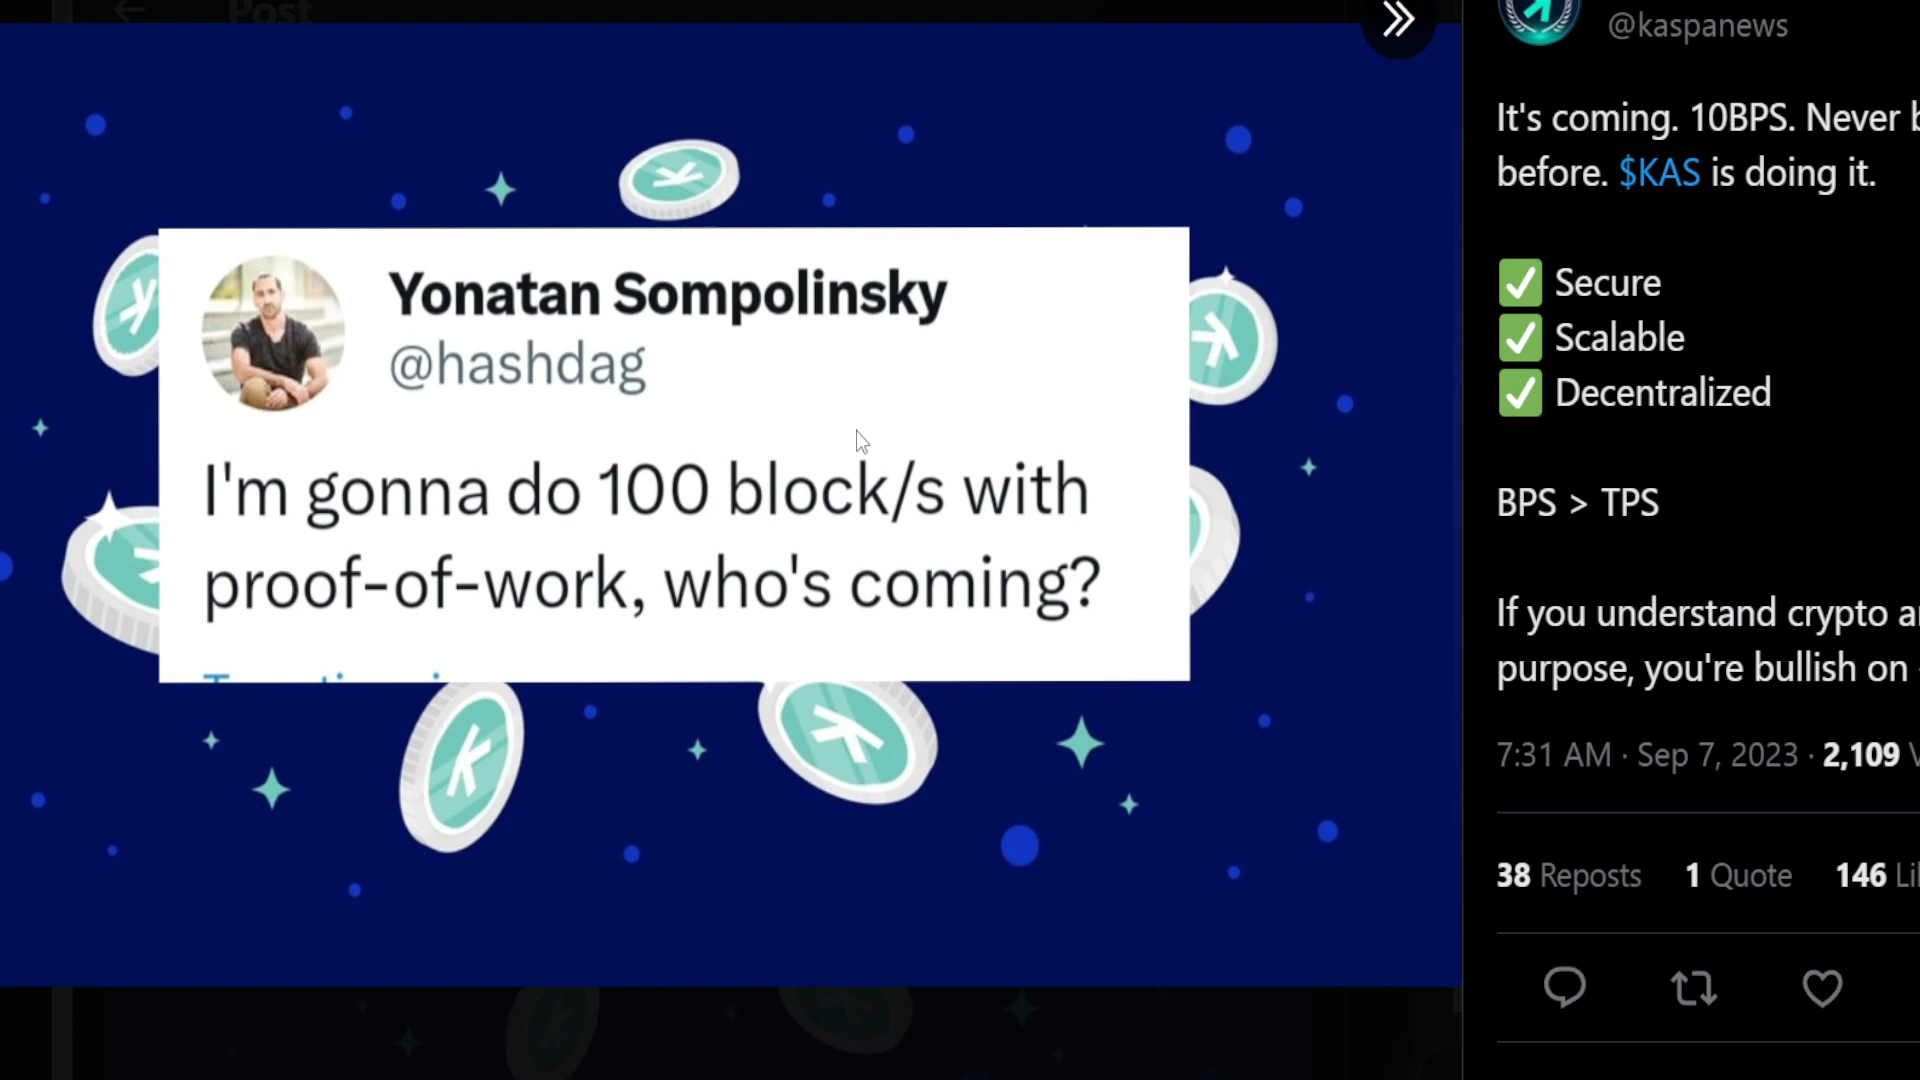 Post
Yonatan Sompolinsky
@hashdag
I'm gonna do 100 block/s with
proof-of-work, who's coming?
@kaspanews
It's coming. 10BPS. Never
before. $KAS is doing it.
✅ Secure
✅ Scalable
✅ Decentralized
BPS > TPS
If you understand crypto
purpose, you're bullish on
7:31 AM · Sep 7, 2023 · 2,109
38 Reposts 1 Quote 146